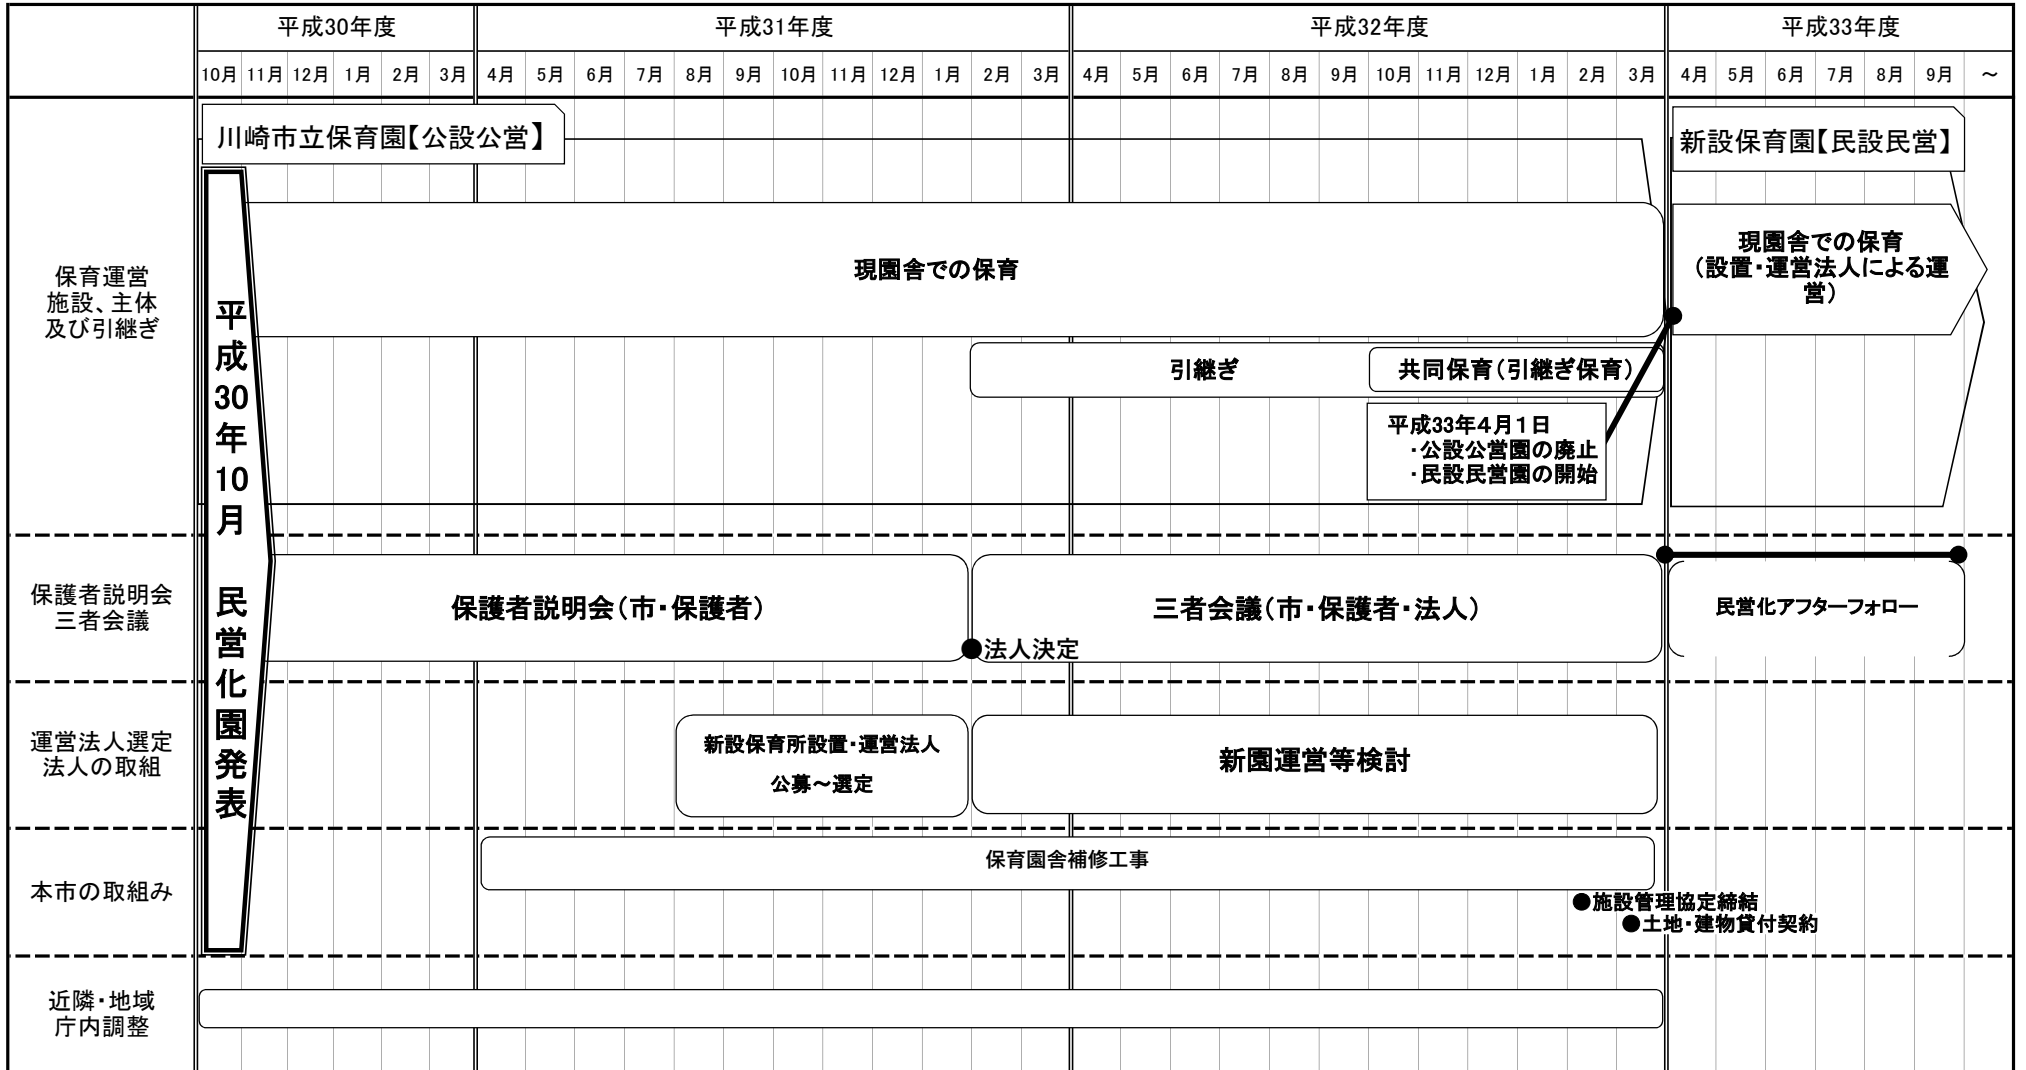 平成30年度 平成31年度 平成32年度 平成33年度
10月 11月 12月 1月 2月 3月 4月 5月 6月 7月 8月 9月 10月 11月 12月 1月 2月 3月 4月 5月 6月 7月 8月 9月 10月 11月 12月 1月 2月 3月 4月 5月 6月 7月 8月 9月 ～
川崎市立保育園【公設公営】
新設保育園【民設民営】
平成30年10月 民営化園発表
保育運営
施設、主体
及び引継ぎ
現園舎での保育
現園舎での保育
（設置・運営法人による運
営）
引継ぎ
共同保育（引継ぎ保育）
平成33年4月1日
・公設公営園の廃止
・民設民営園の開始
保護者説明会
三者会議
保護者説明会（市・保護者）
三者会議（市・保護者・法人）
民営化アフターフォロー
●法人決定
運営法人選定
法人の取組
新設保育所設置・運営法人
公募～選定
新園運営等検討
本市の取組み
保育園舎補修工事
●施設管理協定締結
●土地・建物貸付契約
近隣・地域
庁内調整